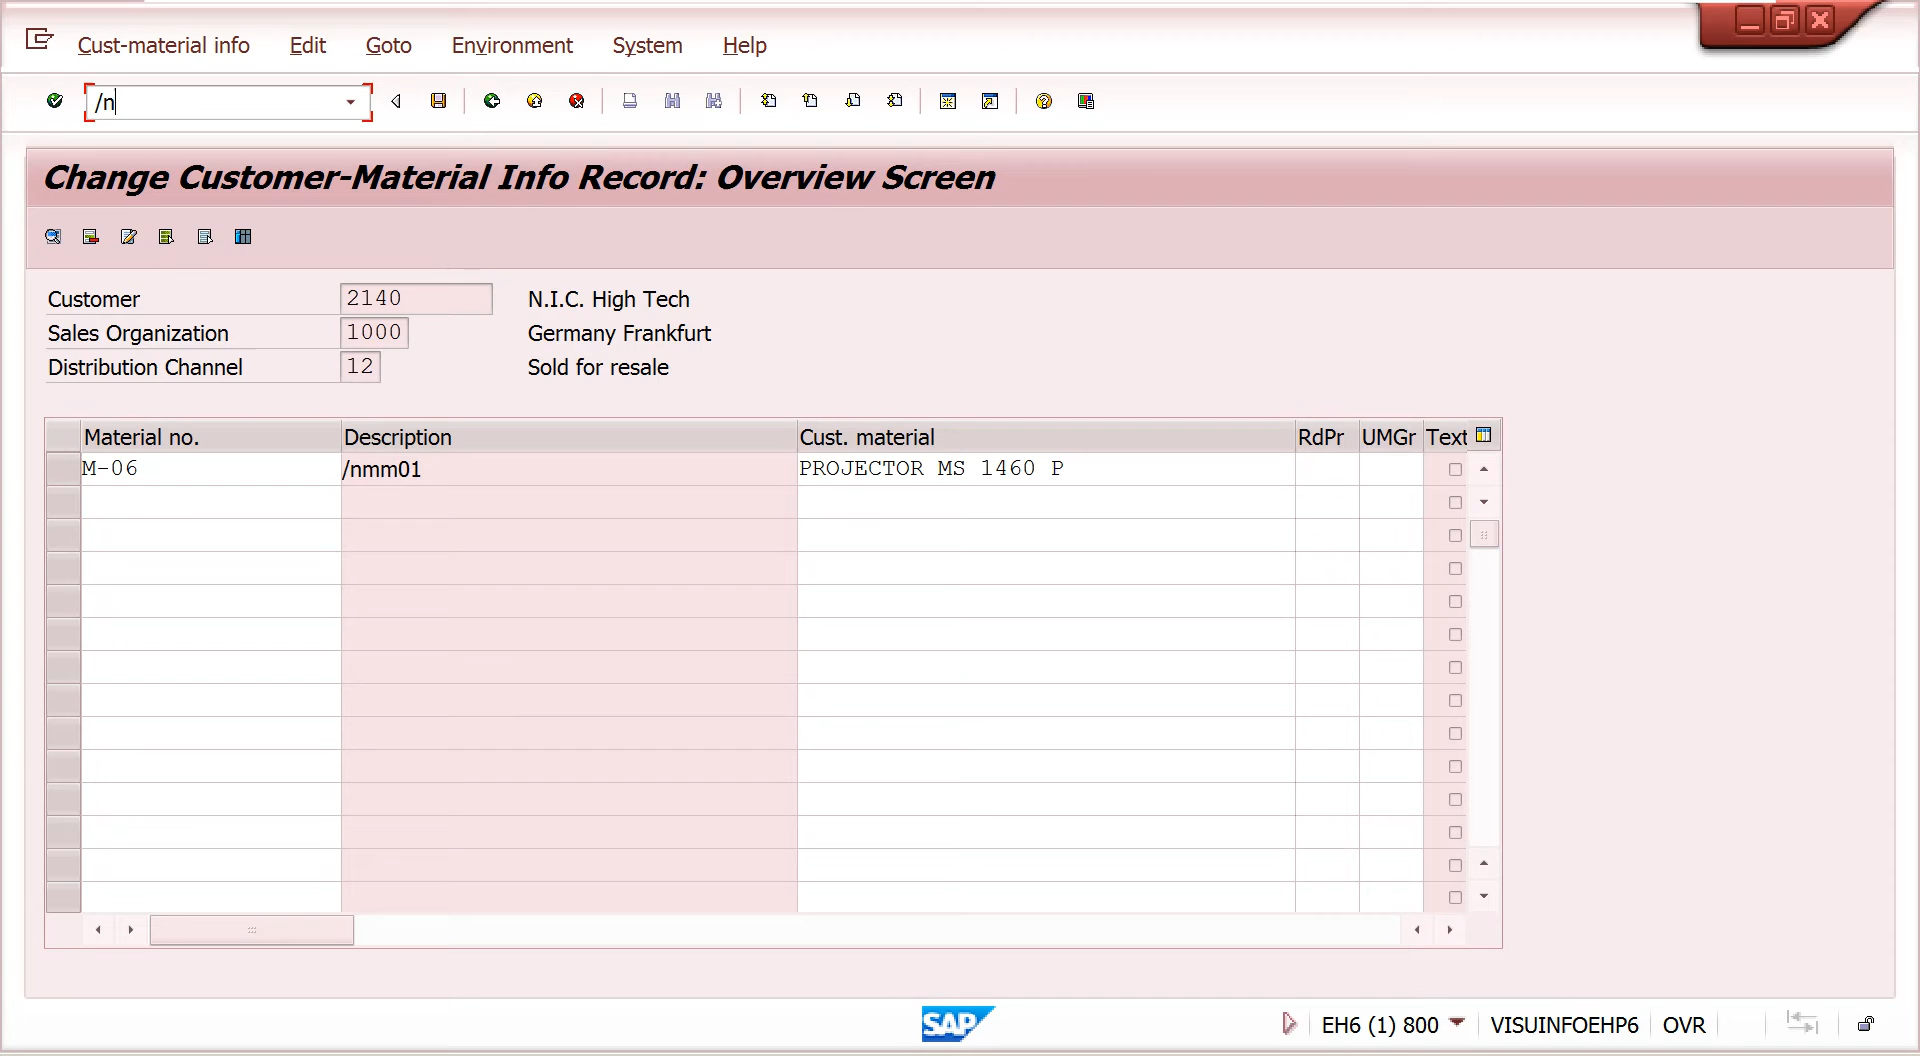 Cust-material info Edit Goto Environment System Help
/n
Change Customer-Material Info Record: Overview Screen
Customer 2140 N.I.C. High Tech
Sales Organization 1000 Germany Frankfurt
Distribution Channel 12 Sold for resale
Material no. Description Cust. material RdPr UMGr Text
M-06 /nmm01 PROJECTOR MS 1460 P
SAP EH6 (1) 800 VISUINFOEHP6 OVR